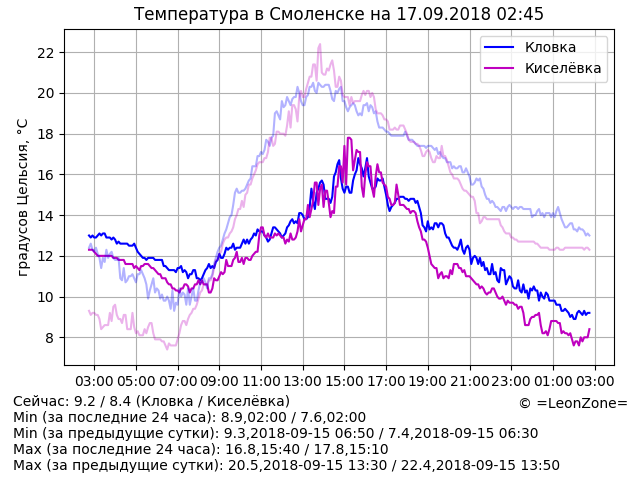 Температура в Смоленске на 17.09.2018 02:45
Кловка
Киселёвка
градусов Цельсия, °C
22
20
18
16
14
12
10
8
03:00 05:00 07:00 09:00 11:00 13:00 15:00 17:00 19:00 21:00 23:00 01:00 03:00
Сейчас: 9.2 / 8.4 (Кловка / Киселёвка)
© =LeonZone=
Min (за последние 24 часа): 8.9,02:00 / 7.6,02:00
Min (за предыдущие сутки): 9.3,2018-09-15 06:50 / 7.4,2018-09-15 06:30
Max (за последние 24 часа): 16.8,15:40 / 17.8,15:10
Max (за предыдущие сутки): 20.5,2018-09-15 13:30 / 22.4,2018-09-15 13:50